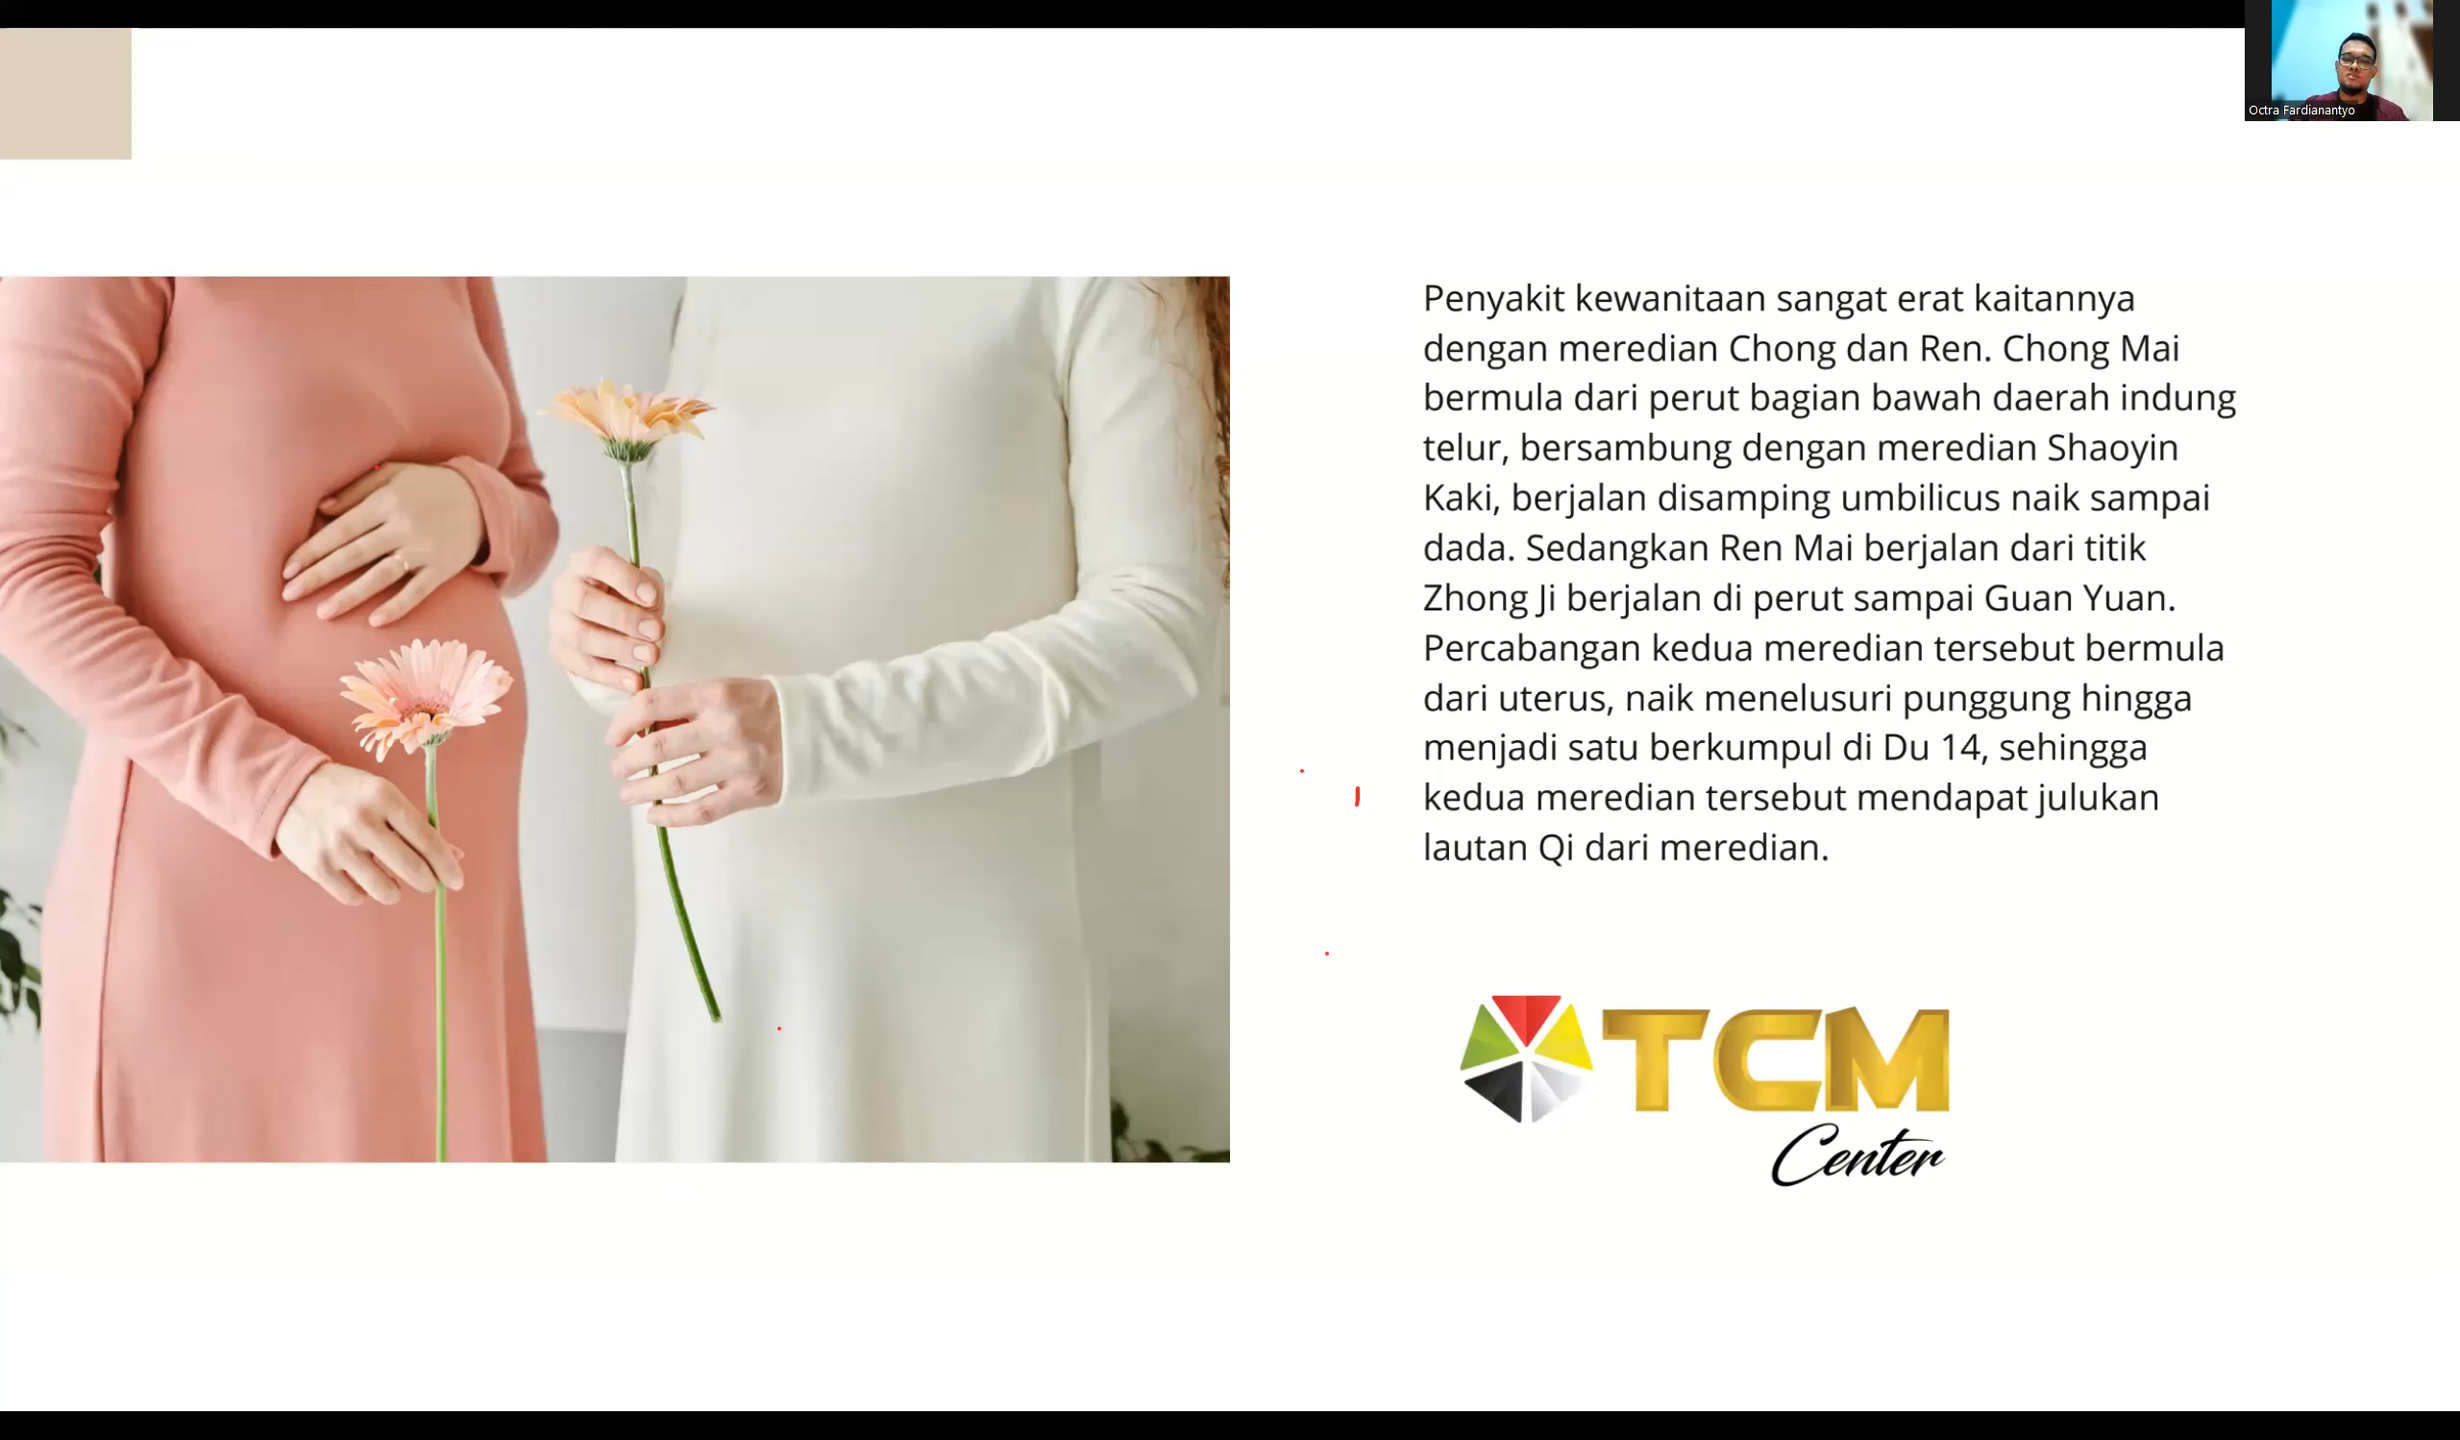 Octra Fardianantyo
Penyakit kewanitaan sangat erat kaitannya
dengan meredian Chong dan Ren. Chong Mai
bermula dari perut bagian bawah daerah indung
telur, bersambung dengan meredian Shaoyin
Kaki, berjalan disamping umbilicus naik sampai
dada. Sedangkan Ren Mai berjalan dari titik
Zhong Ji berjalan di perut sampai Guan Yuan.
Percabangan kedua meredian tersebut bermula
dari uterus, naik menelusuri punggung hingga
menjadi satu berkumpul di Du 14, sehingga
kedua meredian tersebut mendapat julukan
lautan Qi dari meredian.
TCM
Center